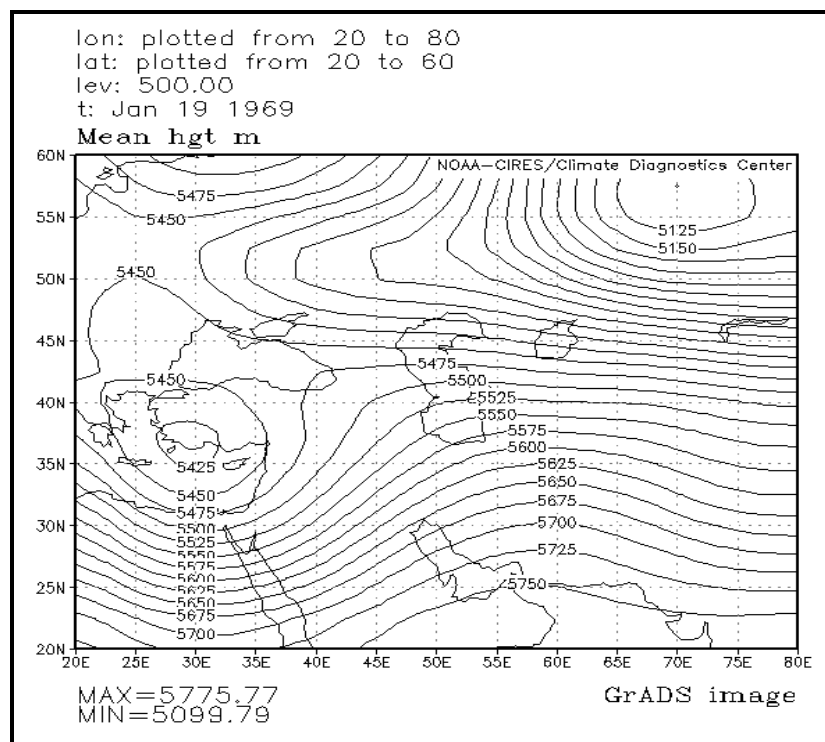 lon: plotted from 20 to 80
lat: plotted from 20 to 60
lev: 500.00
t: Jan 19 1969
Mean hgt m
NOAA-CIRES/Climate Diagnostics Center
60N
55N
50N
45N
40N
35N
30N
25N
20N
5475
5450
5125
5150
5450
5475
5450
5500
5525
5550
5575
5600
5425
5625
5450
5650
5475
5675
5500
5700
5525
5550
5725
5575
5600
5750
5625
5650
5675
5700
20E 25E 30E 35E 40E 45E 50E 55E 60E 65E 70E 75E 80E
MAX=5775.77
MIN=5099.79
GrADS image